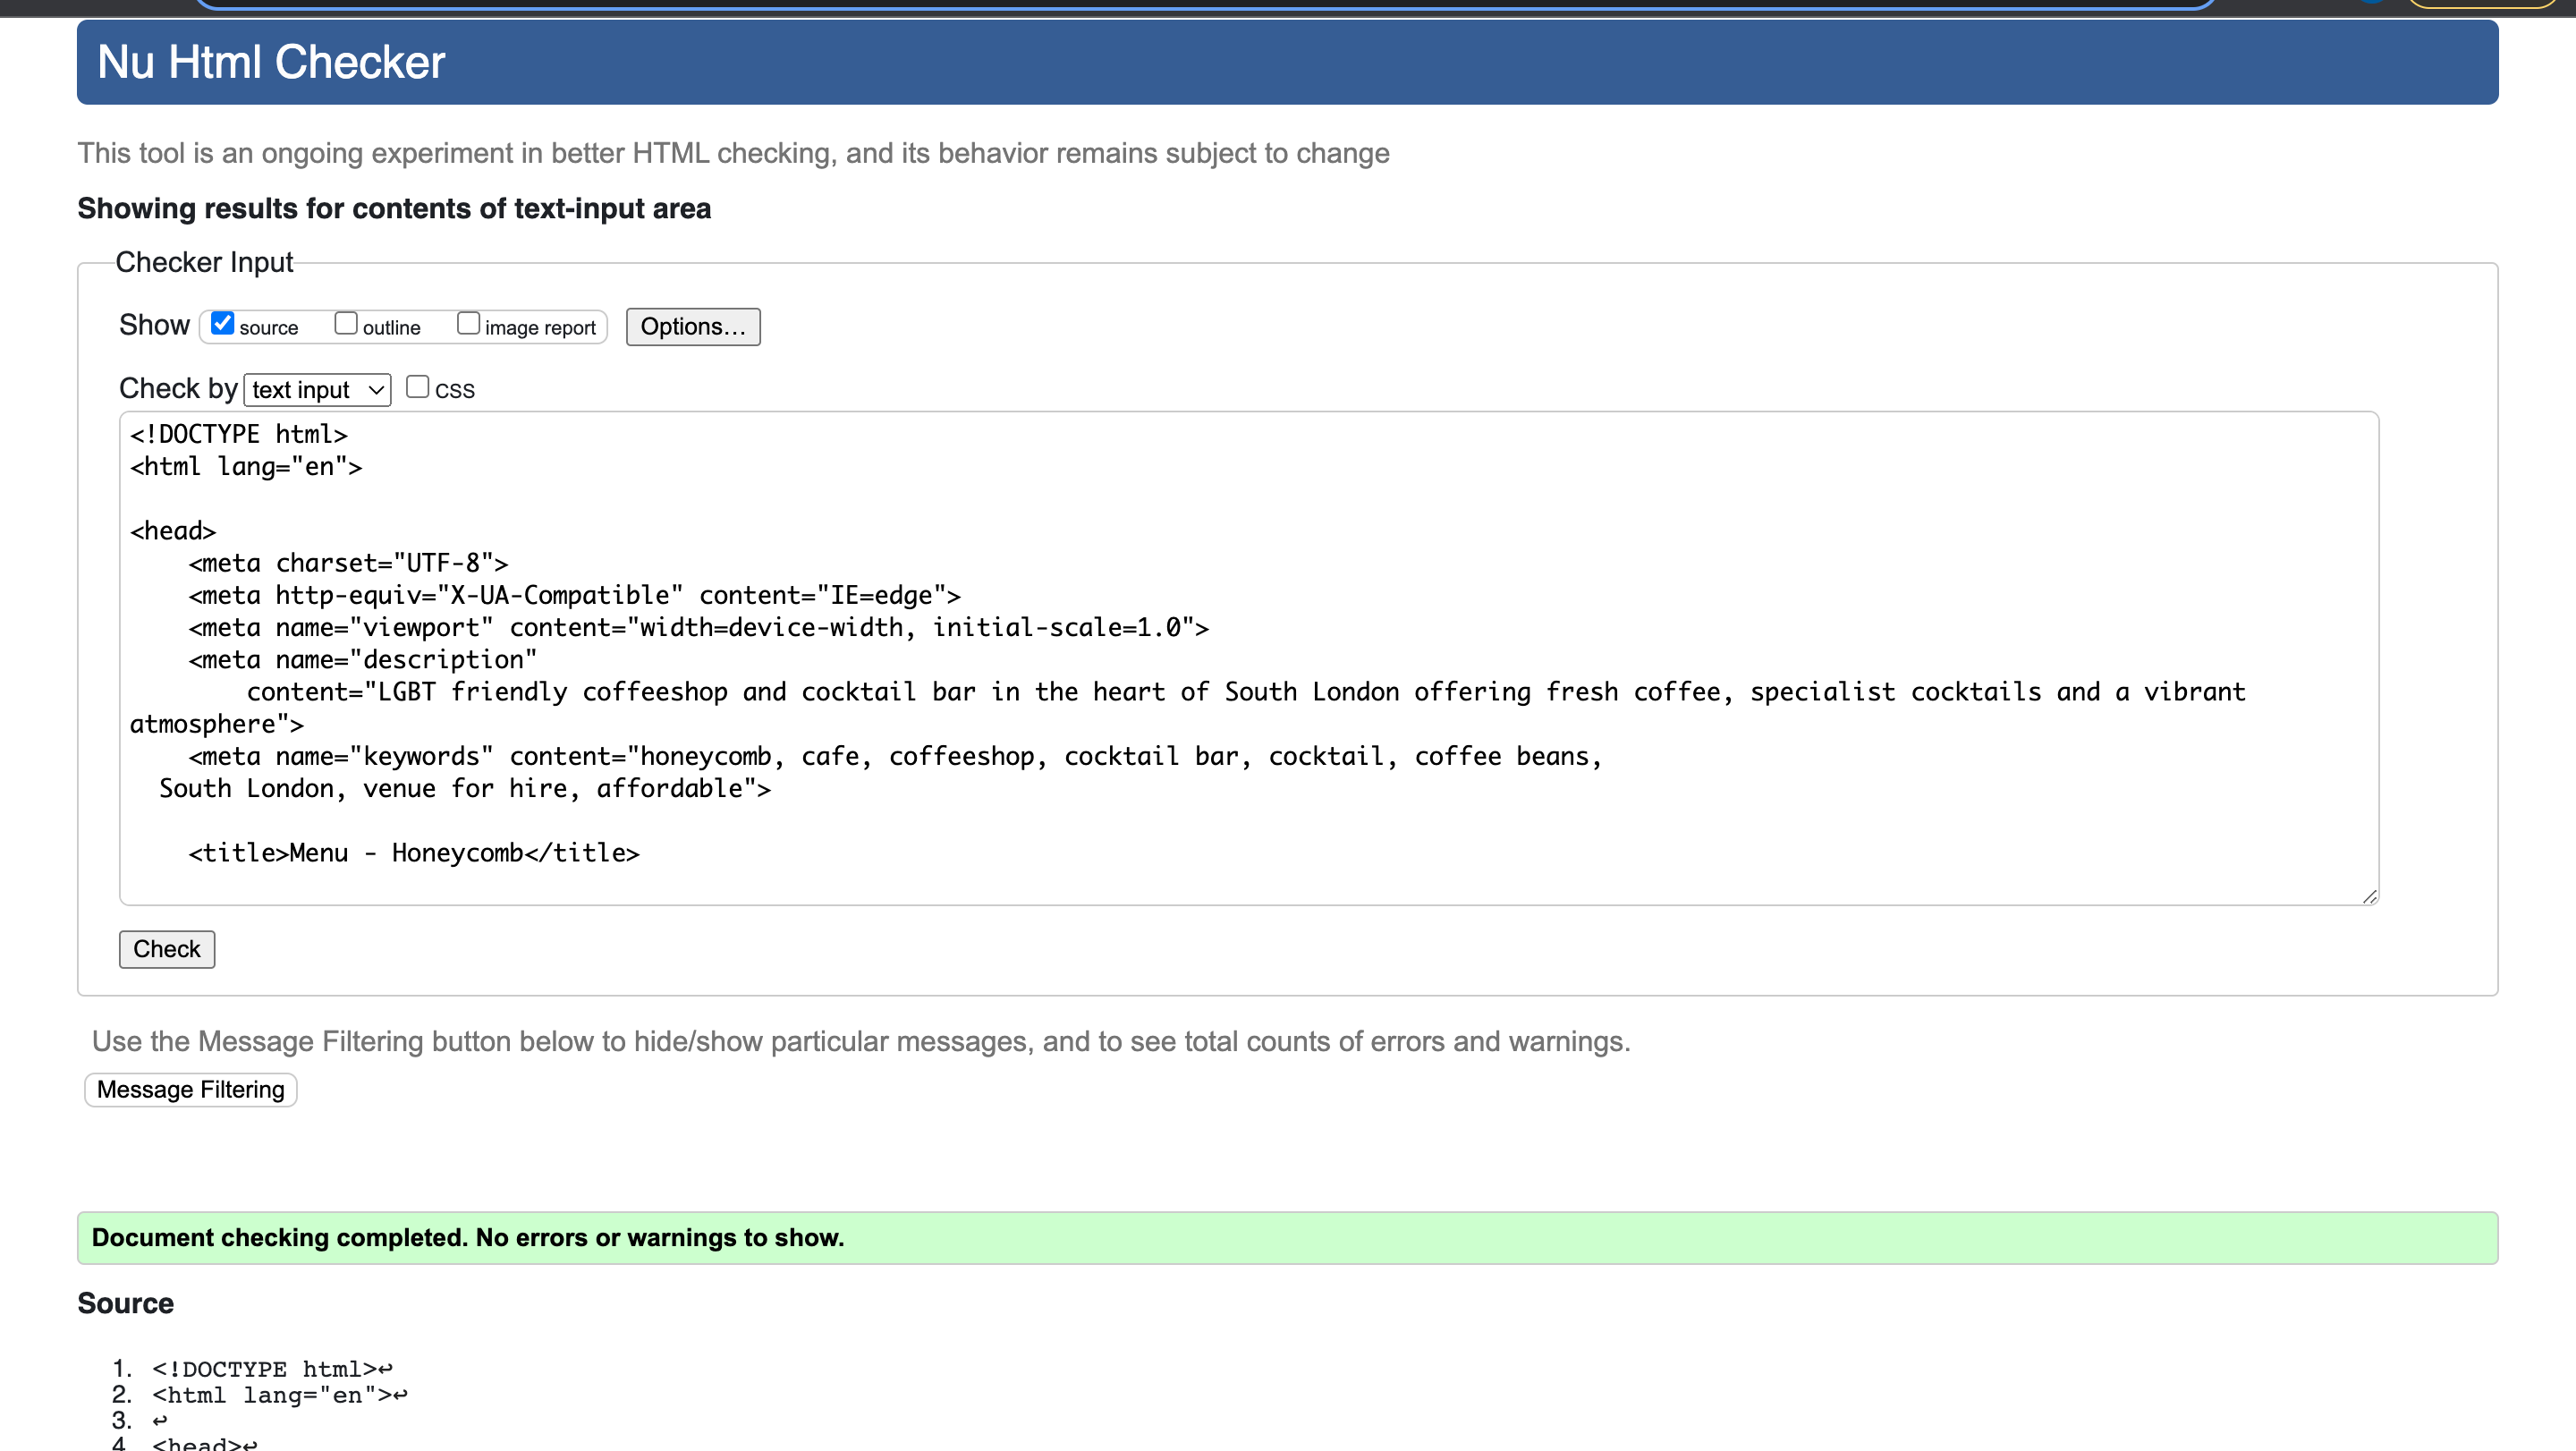 Nu Html Checker
This tool is an ongoing experiment in better HTML checking, and its behavior remains subject to change
Showing results for contents of text-input area
Checker Input
Show source outline image report Options...
Check by text input CSS
<!DOCTYPE html>
<html lang="en">
<head>
    <meta charset="UTF-8">
    <meta http-equiv="X-UA-Compatible" content="IE=edge">
    <meta name="viewport" content="width=device-width, initial-scale=1.0">
    <meta name="description"
        content="LGBT friendly coffeeshop and cocktail bar in the heart of South London offering fresh coffee, specialist cocktails and a vibrant
atmosphere">
    <meta name="keywords" content="honeycomb, cafe, coffeeshop, cocktail bar, cocktail, coffee beans,
  South London, venue for hire, affordable">
    <title>Menu - Honeycomb</title>
Check
Use the Message Filtering button below to hide/show particular messages, and to see total counts of errors and warnings.
Message Filtering
Document checking completed. No errors or warnings to show.
Source
1. <!DOCTYPE html>↩
2. <html lang="en">↩
3. ↩
4. <head>↩